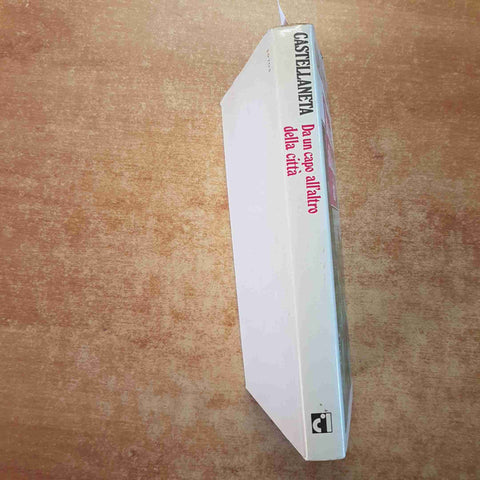 CASTELLANETA
Da un capo all'altro
della città